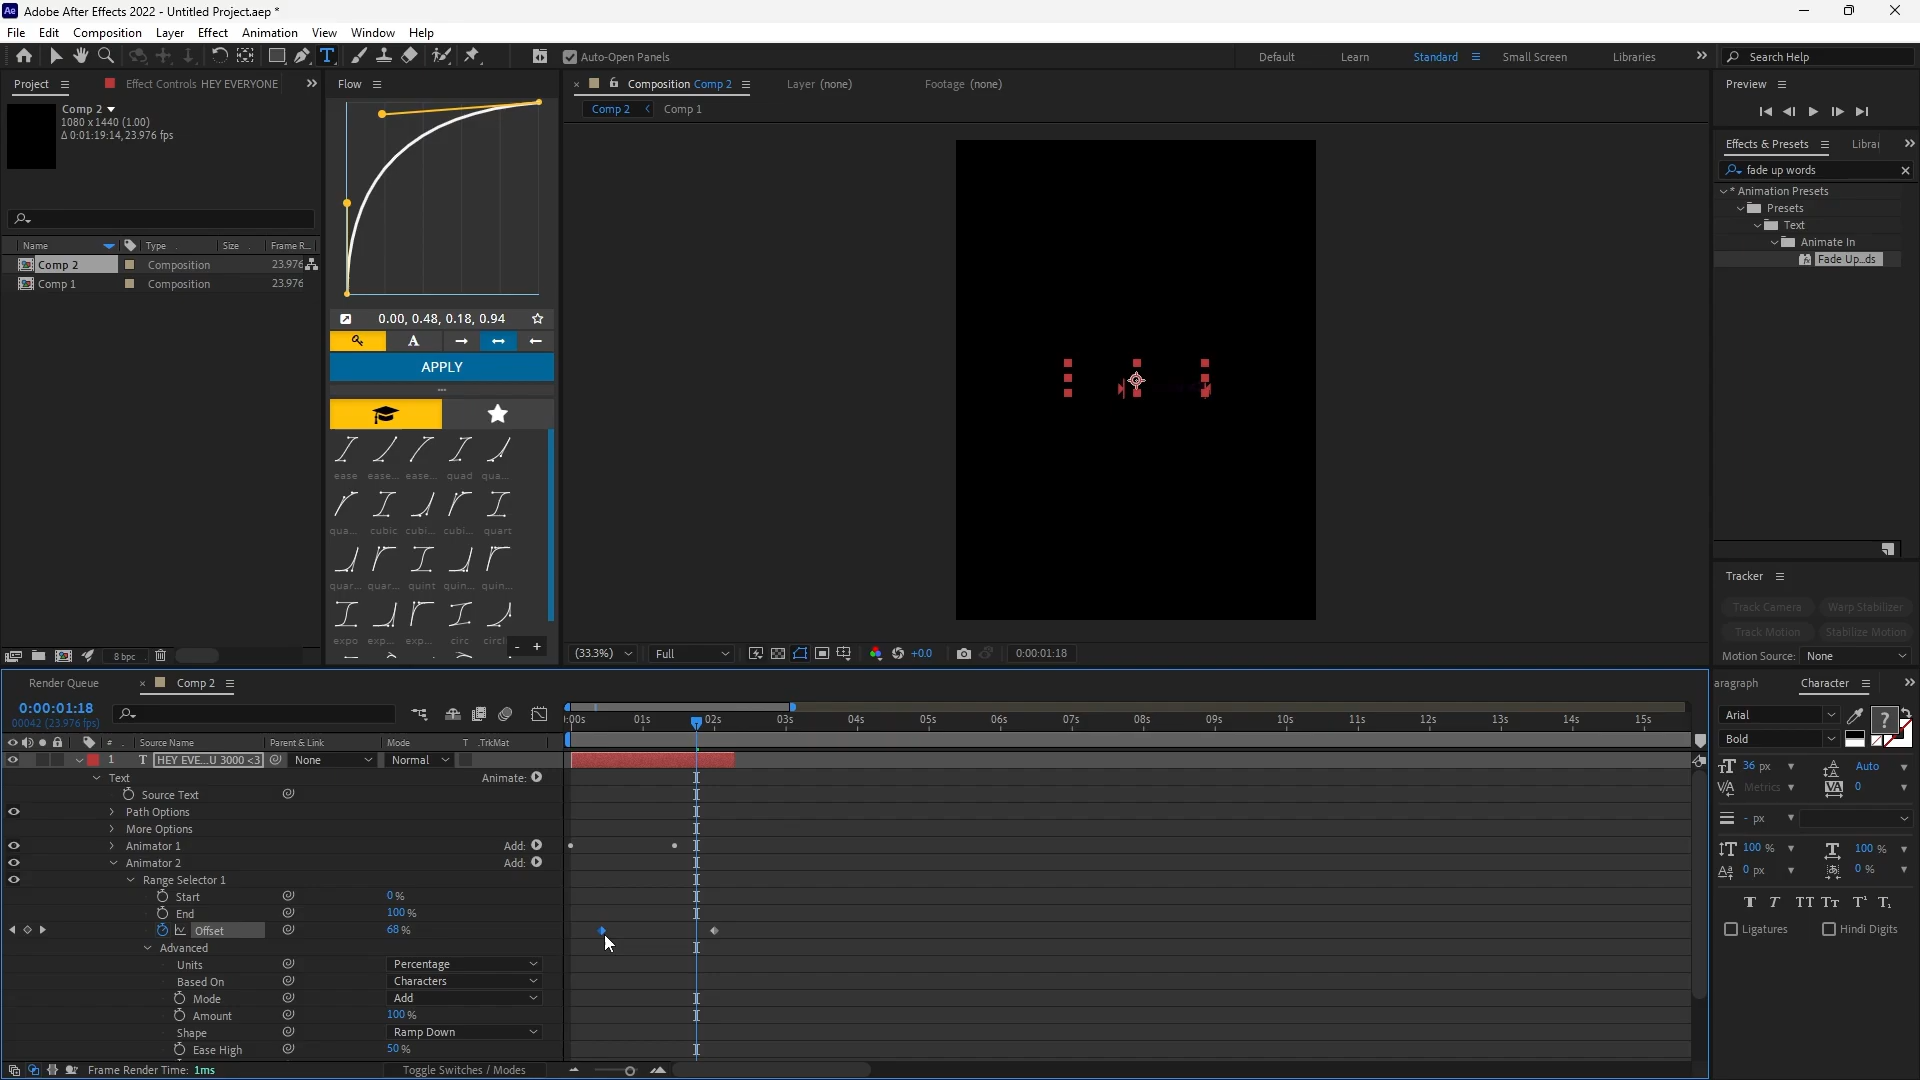 Adobe After Effects 2022 - Untitled Project.aep *
File Edit Composition Layer Effect Animation View Window Help
Auto-Open Panels
Default Learn Standard Small Screen Libraries
Search Help
Project
Effect Controls HEY EVERYONE
Comp 2
1080 x 1440 (1.00)
Δ 0:01:19:14, 23.976 fps
Name Type Size Frame R...
Comp 2 Composition 23.976
Comp 1 Composition 23.976
8 bpc
Flow
0.00, 0.48, 0.18, 0.94
A
APPLY
ease ease... ease... quad qua...
qua... cubic cubi... cubi... quart
quar... quar... quint quin... quin...
expo exp... exp... circ circ
- +
Composition Comp 2 Layer (none) Footage (none)
Comp 2 Comp 1
(33.3%) Full +0.0 0:00:01:18
Preview
Effects & Presets Librai
fade up words
* Animation Presets
Presets
Text
Animate In
Fade Up...ds
Tracker
Track Camera Warp Stabilizer
Track Motion Stabilize Motion
Motion Source: None
aragraph Character
Arial
Bold
36 px Auto
Metrics 0
- px
100 % 100 %
0 px 0 %
T T TT Tr T¹ T₁
Ligatures Hindi Digits
Render Queue Comp 2
0:00:01:18
00042 (23.976 fps)
:00s 01s 02s 03s 04s 05s 06s 07s 08s 09s 10s 11s 12s 13s 14s 15s
# Source Name Parent & Link Mode T .TrkMat
1 T HEY EVE...U 3000 <3 None Normal
Text Animate:
Source Text
Path Options
More Options
Animator 1 Add:
Animator 2 Add:
Range Selector 1
Start 0 %
End 100 %
Offset 68 %
Advanced
Units Percentage
Based On Characters
Mode Add
Amount 100 %
Shape Ramp Down
Ease High 50 %
Frame Render Time: 1ms Toggle Switches / Modes